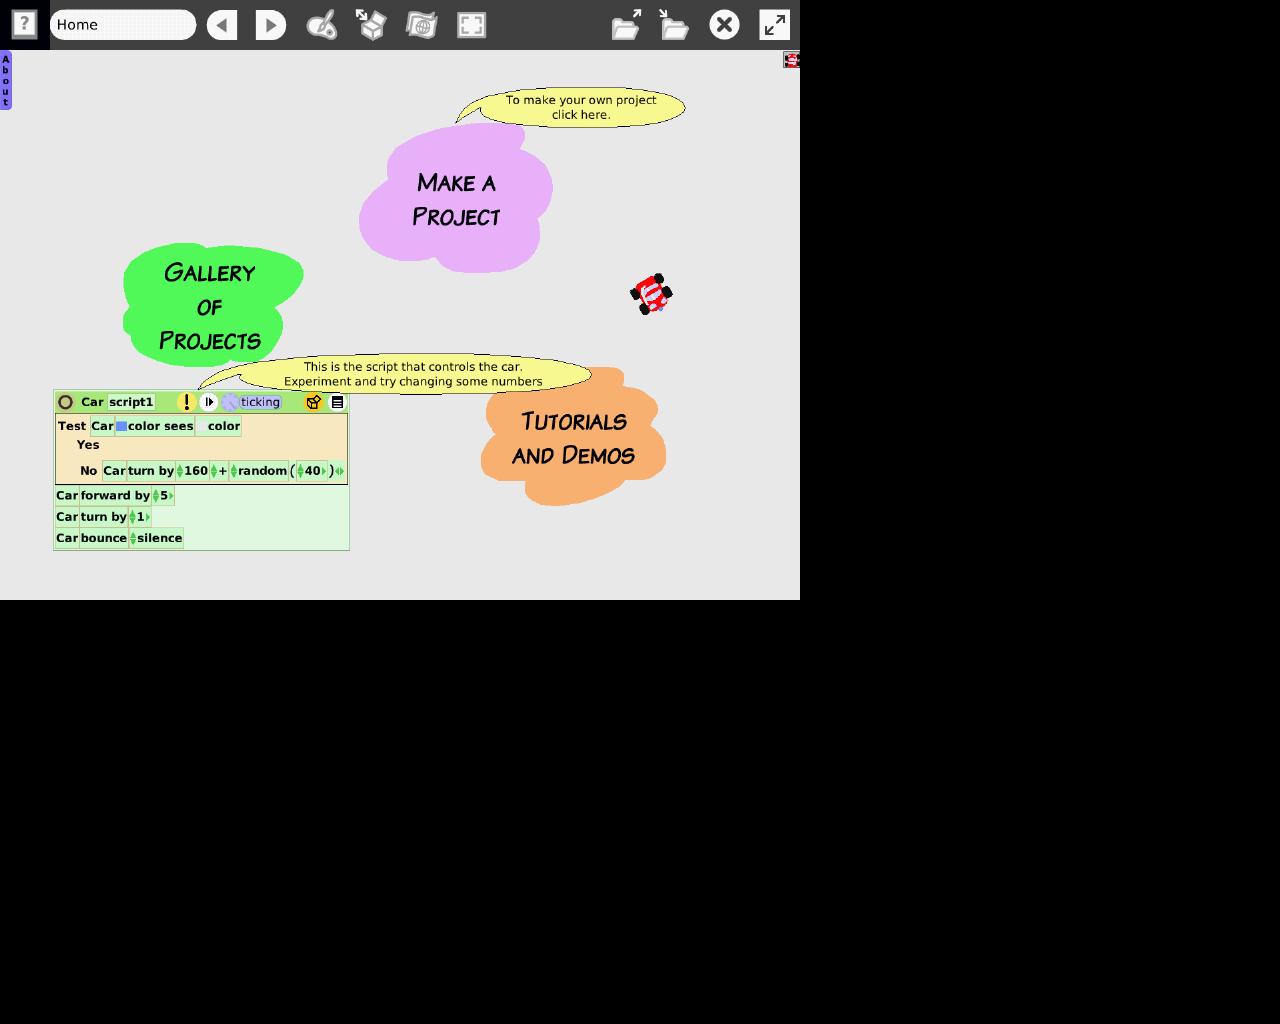 ?
Home
About
To make your own project
click here.
MAKE A
PROJECT
GALLERY
OF
PROJECTS
This is the script that controls the car.
Experiment and try changing some numbers
Car script1 ! ticking
Test Car color sees color
Yes
No Car turn by 160 + random ( 40 )
Car forward by 5
Car turn by 1
Car bounce silence
TUTORIALS
AND DEMOS